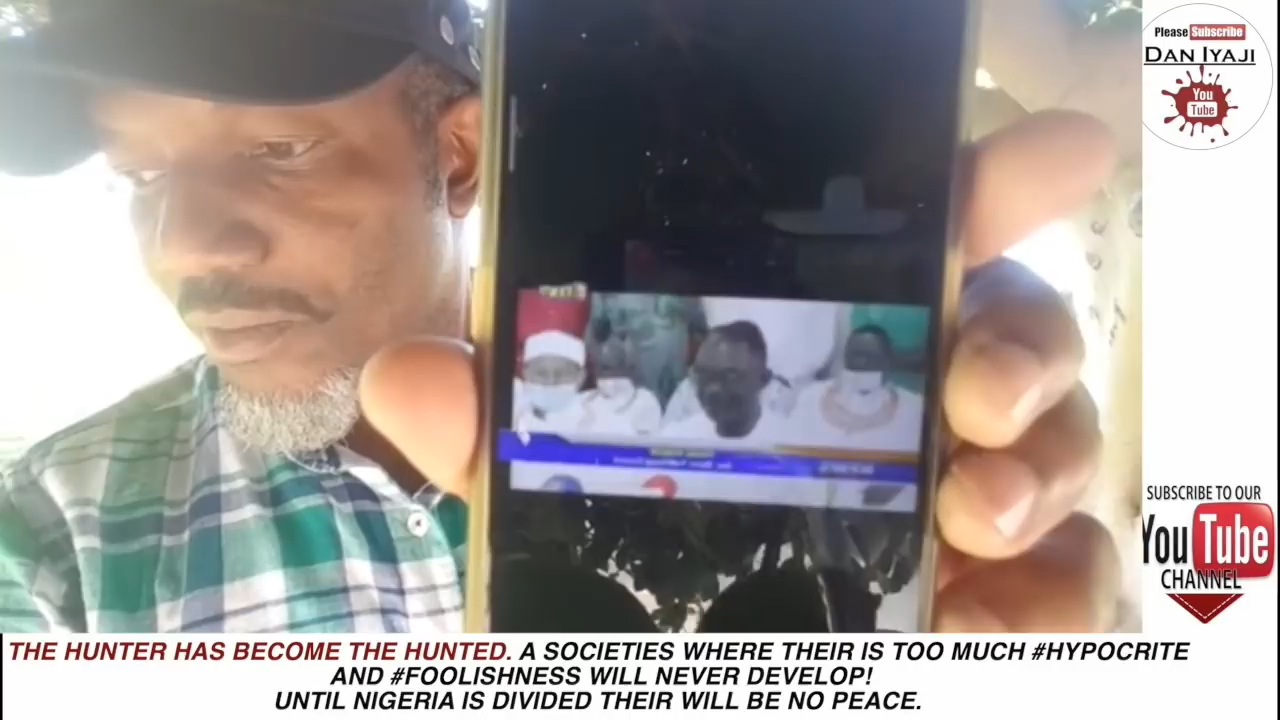 Please Subscribe
DAN IYAJI
You
Tube
SUBSCRIBE TO OUR
YouTube
CHANNEL
THE HUNTER HAS BECOME THE HUNTED. A SOCIETIES WHERE THEIR IS TOO MUCH #HYPOCRITE
AND #FOOLISHNESS WILL NEVER DEVELOP!
UNTIL NIGERIA IS DIVIDED THEIR WILL BE NO PEACE.